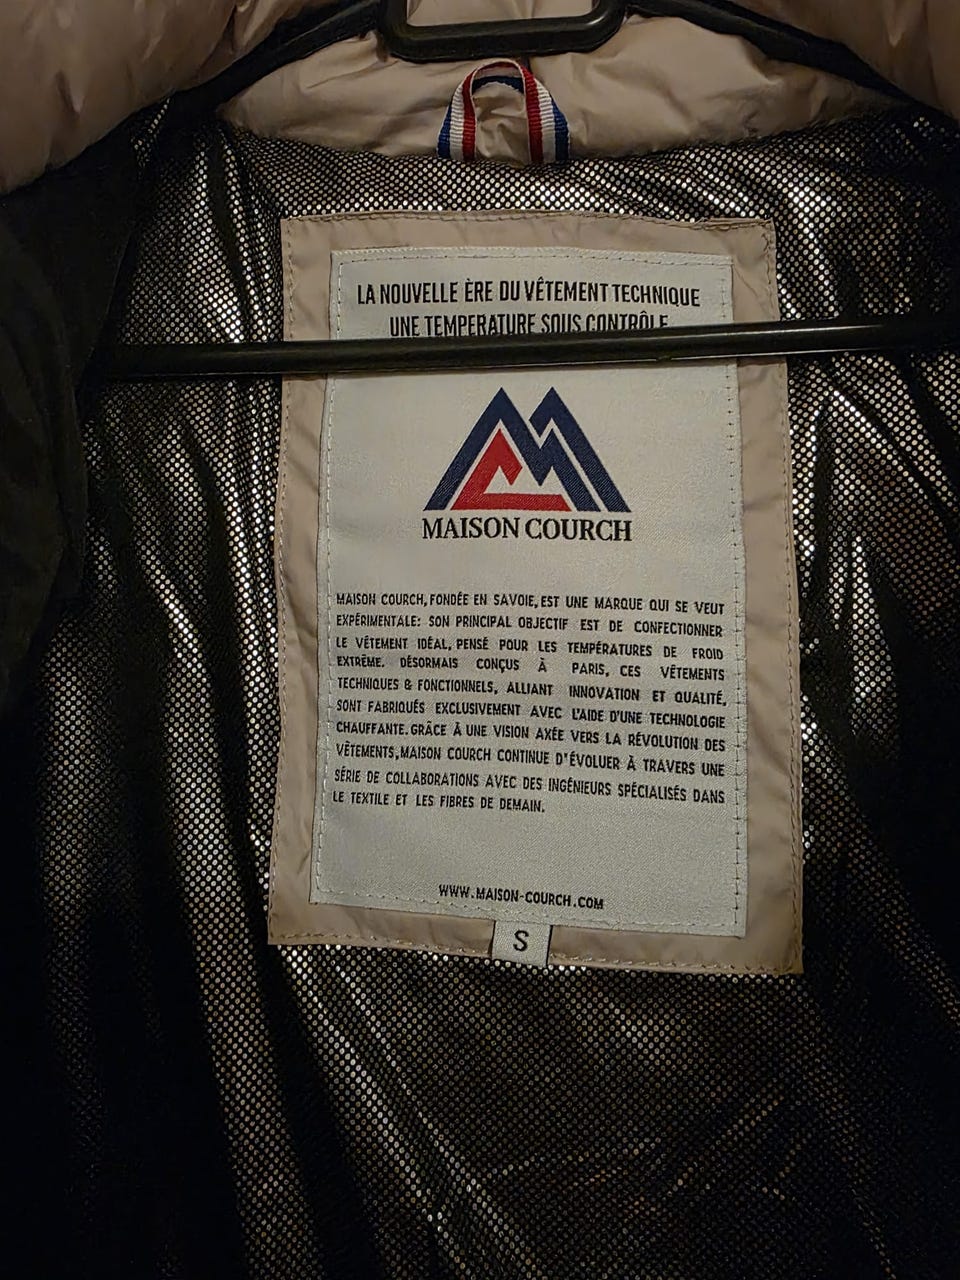 LA NOUVELLE ÈRE DU VÊTEMENT TECHNIQUE
UNE TEMPERATURE SOUS CONTRÔLE
MAISON COURCH
MAISON COURCH, FONDÉE EN SAVOIE, EST UNE MARQUE QUI SE VEUT
EXPÉRIMENTALE: SON PRINCIPAL OBJECTIF EST DE CONFECTIONNER
LE VÊTEMENT IDÉAL, PENSÉ POUR LES TEMPÉRATURES DE FROID
EXTRÊME. DÉSORMAIS CONÇUS À PARIS, CES VÊTEMENTS
TECHNIQUES & FONCTIONNELS, ALLIANT INNOVATION ET QUALITÉ,
SONT FABRIQUÉS EXCLUSIVEMENT AVEC L'AIDE D'UNE TECHNOLOGIE
CHAUFFANTE. GRÂCE À UNE VISION AXÉE VERS LA RÉVOLUTION DES
VÊTEMENTS, MAISON COURCH CONTINUE D'ÉVOLUER À TRAVERS UNE
SÉRIE DE COLLABORATIONS AVEC DES INGÉNIEURS SPÉCIALISÉS DANS
LE TEXTILE ET LES FIBRES DE DEMAIN.
WWW.MAISON-COURCH.COM
S